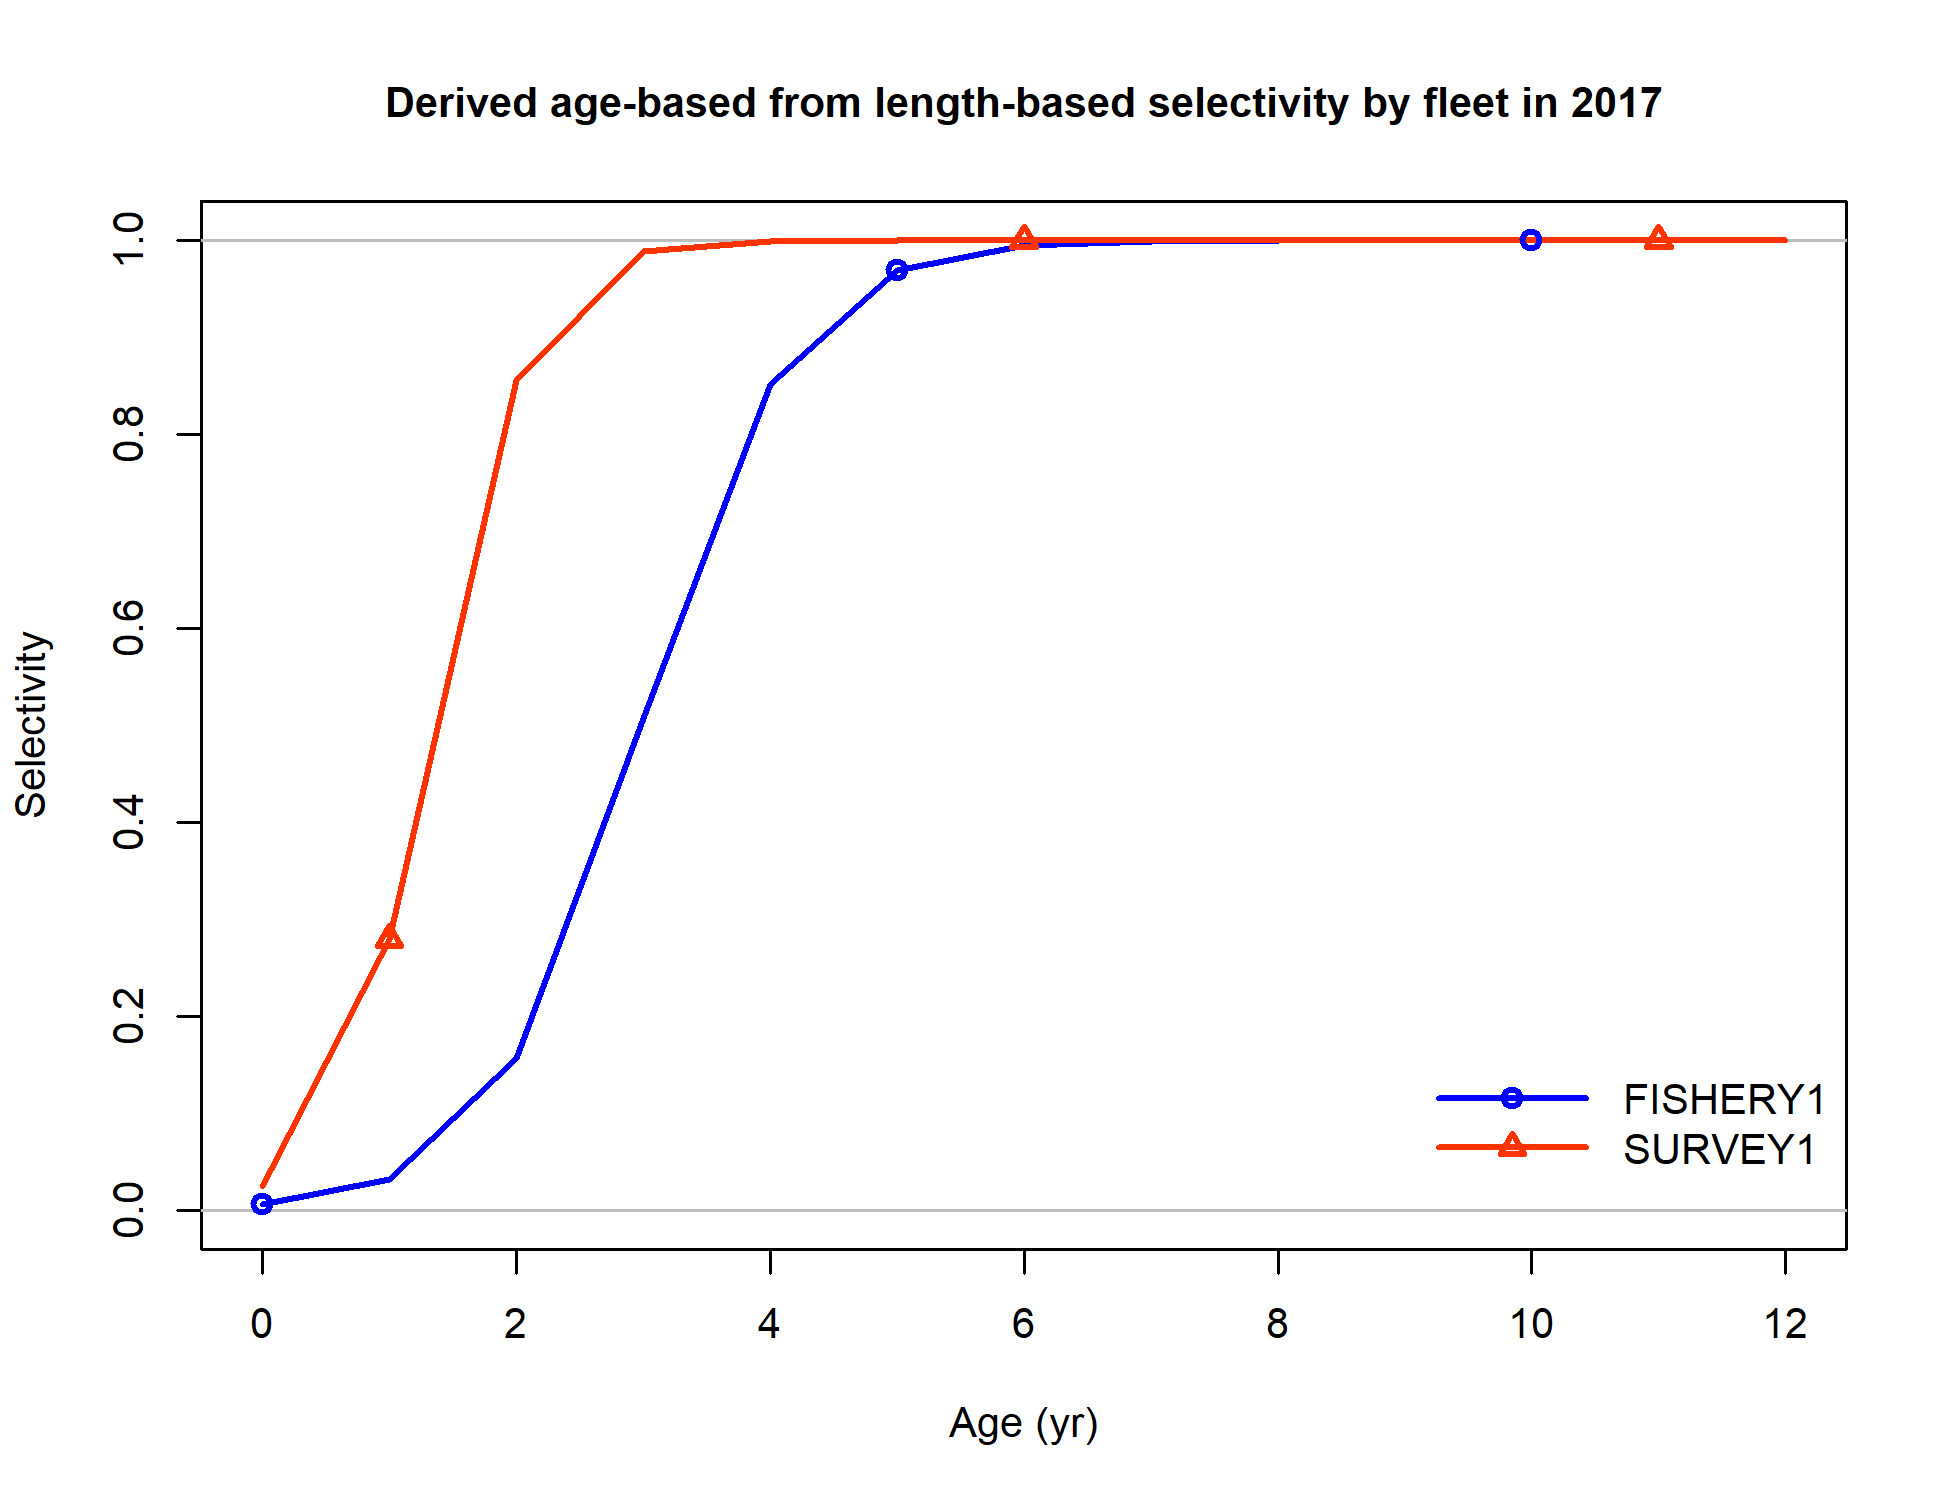 Derived age-based from length-based selectivity by fleet in 2017
1.0
0.8
0.6
0.4
0.2
0.0
Selectivity
FISHERY1
SURVEY1
0 2 4 6 8 10 12
Age (yr)